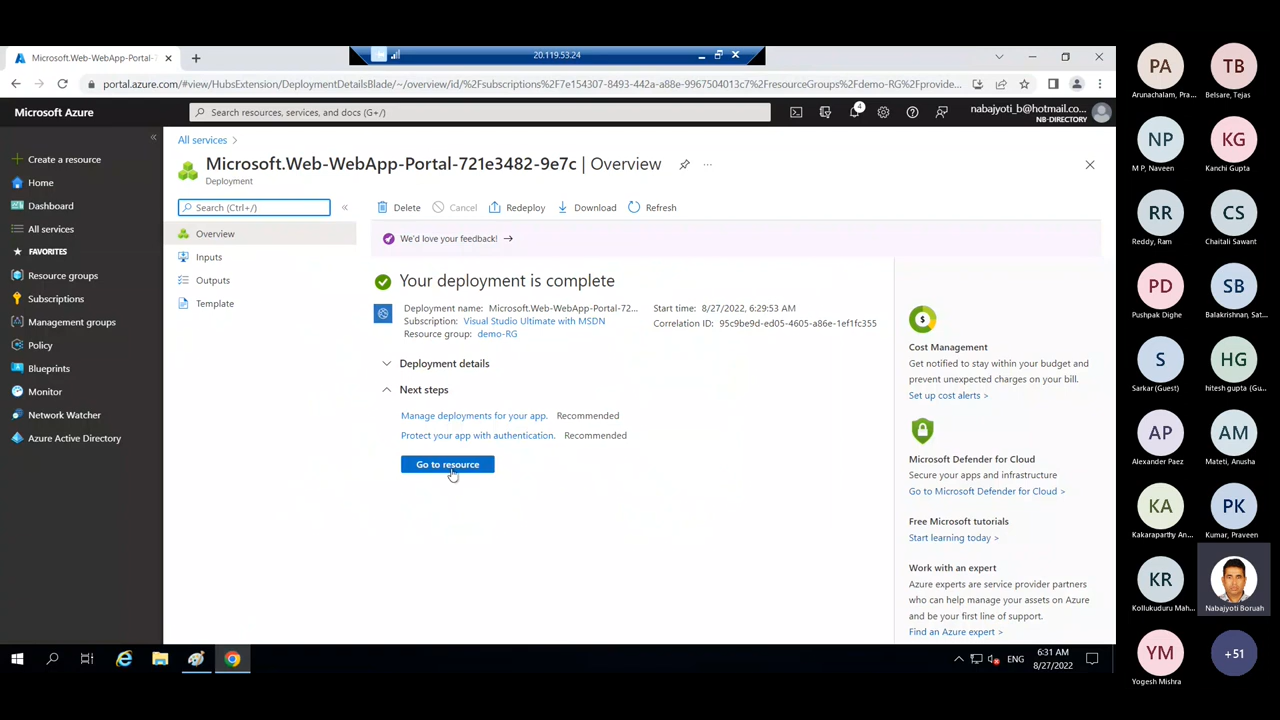 Microsoft.Web-WebApp-Portal-7
20.119.53.24
portal.azure.com/#view/HubsExtension/DeploymentDetailsBlade/~/overview/id/%2Fsubscriptions%2F7e154307-8493-442a-a88e-9967504013c7%2FresourceGroups%2Fdemo-RG%2Fprovide...
Microsoft Azure
Search resources, services, and docs (G+/)
4
nabajyoti_b@hotmail.co...
NB-DIRECTORY
Create a resource
Home
Dashboard
All services
FAVORITES
Resource groups
Subscriptions
Management groups
Policy
Blueprints
Monitor
Network Watcher
Azure Active Directory
All services >
Microsoft.Web-WebApp-Portal-721e3482-9e7c | Overview
Deployment
Search (Ctrl+/)
Overview
Inputs
Outputs
Template
Delete
Cancel
Redeploy
Download
Refresh
We'd love your feedback! →
Your deployment is complete
Deployment name: Microsoft.Web-WebApp-Portal-72...
Subscription: Visual Studio Ultimate with MSDN
Resource group: demo-RG
Start time: 8/27/2022, 6:29:53 AM
Correlation ID: 95c9be9d-ed05-4605-a86e-1ef1fc355
Deployment details
Next steps
Manage deployments for your app. Recommended
Protect your app with authentication. Recommended
Go to resource
Cost Management
Get notified to stay within your budget and
prevent unexpected charges on your bill.
Set up cost alerts >
Microsoft Defender for Cloud
Secure your apps and infrastructure
Go to Microsoft Defender for Cloud >
Free Microsoft tutorials
Start learning today >
Work with an expert
Azure experts are service provider partners
who can help manage your assets on Azure
and be your first line of support.
Find an Azure expert >
ENG
6:31 AM
8/27/2022
PA
Arunachalam, Pra...
TB
Belsare, Tejas
NP
M P, Naveen
KG
Kanchi Gupta
RR
Reddy, Ram
CS
Chaitali Sawant
PD
Pushpak Dighe
SB
Balakrishnan, Sat...
S
Sarkar (Guest)
HG
hitesh gupta (Gu...
AP
Alexander Paez
AM
Mateti, Anusha
KA
Kakaraparthy An...
PK
Kumar, Praveen
KR
Kollukuduru Mah...
Nabajyoti Boruah
YM
Yogesh Mishra
+51